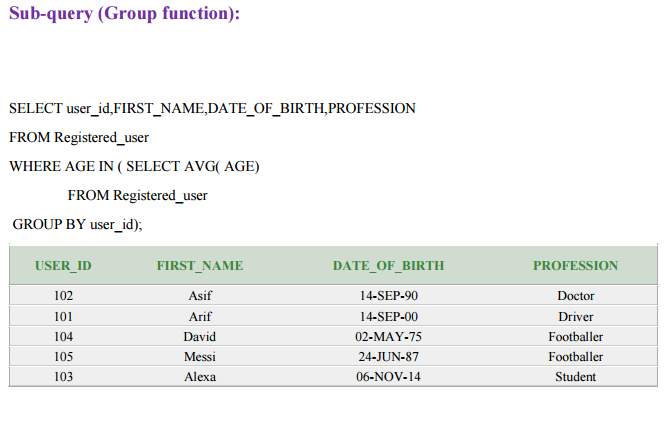 Sub-query (Group function):
SELECT user_id,FIRST_NAME,DATE_OF_BIRTH,PROFESSION
FROM Registered_user
WHERE AGE IN ( SELECT AVG( AGE)
FROM Registered_user
GROUP BY user_id);
USER_ID FIRST_NAME DATE_OF_BIRTH PROFESSION
102 Asif 14-SEP-90 Doctor
101 Arif 14-SEP-00 Driver
104 David 02-MAY-75 Footballer
105 Messi 24-JUN-87 Footballer
103 Alexa 06-NOV-14 Student